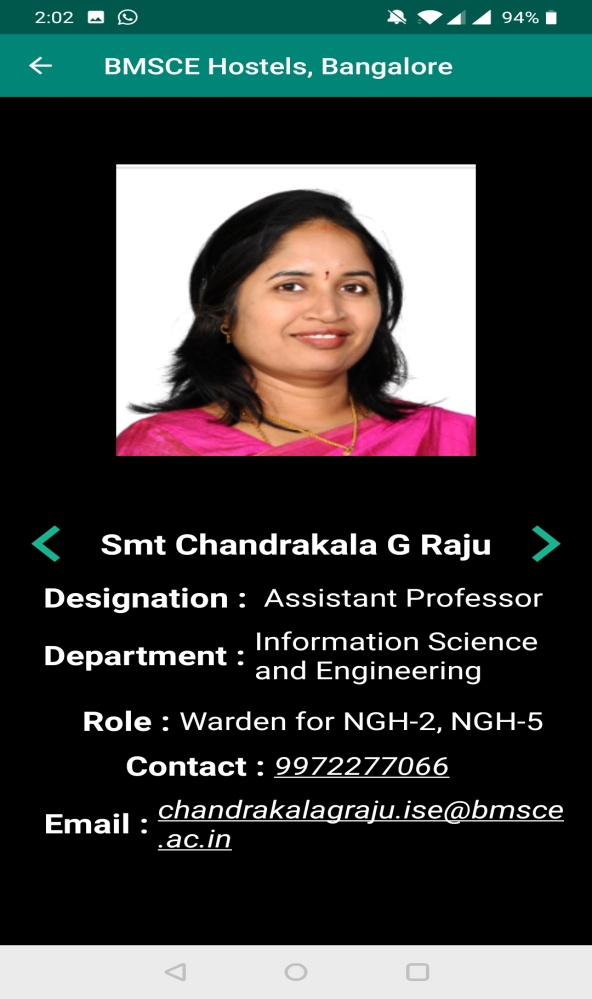 2:02 94%
BMSCE Hostels, Bangalore
Smt Chandrakala G Raju
Designation : Assistant Professor
Department : Information Science
and Engineering
Role : Warden for NGH-2, NGH-5
Contact : 9972277066
Email : chandrakalagraju.ise@bmsce
.ac.in